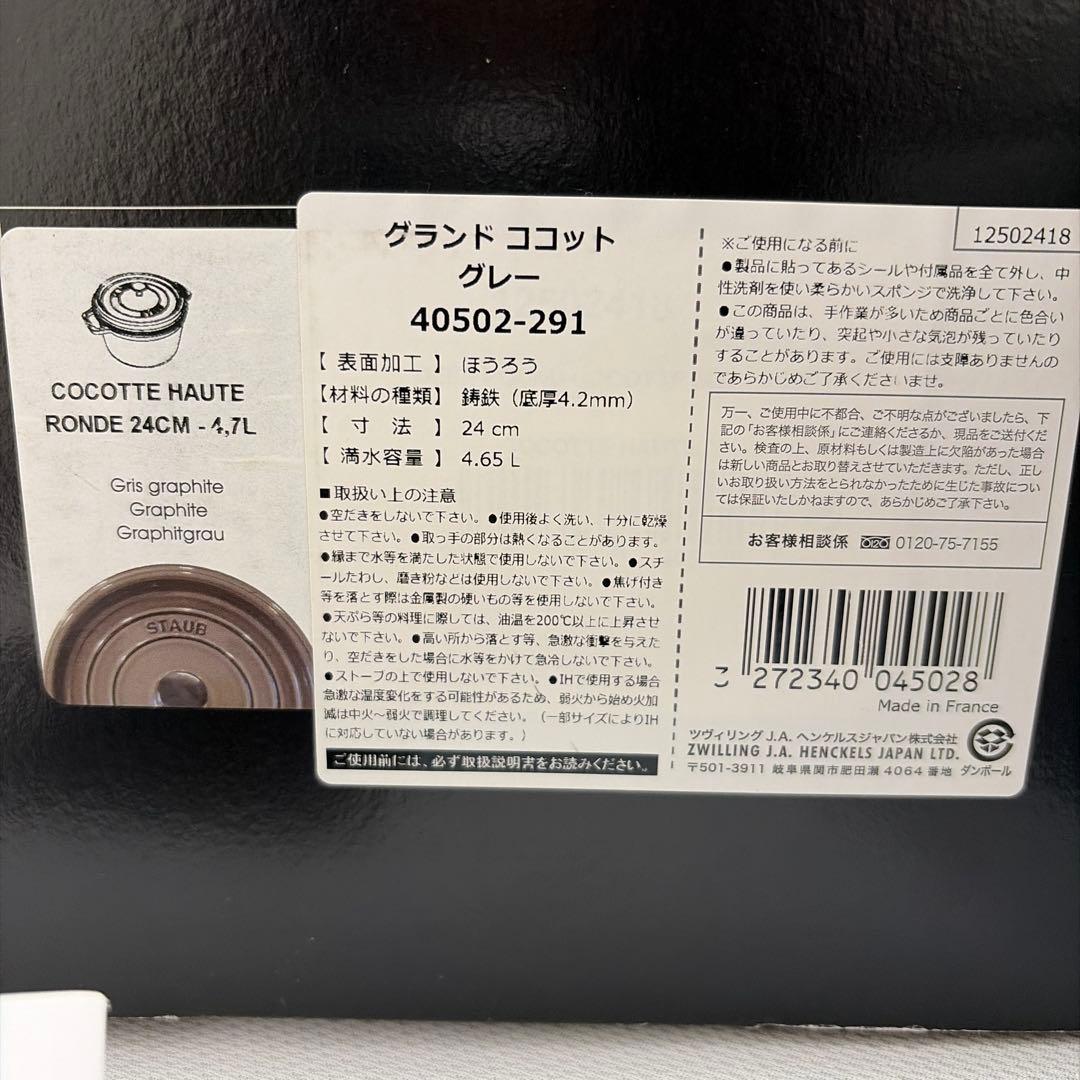 COCOTTE HAUTE
RONDE 24CM - 4,7L
Gris graphite
Graphite
Graphitgrau
STAUB
グランド ココット
グレー
40502-291
【 表面加工 】 ほうろう
【材料の種類】 鋳鉄（底厚4.2mm）
【 寸 法 】 24 cm
【 満水容量 】 4.65 L
■取扱い上の注意
●空だきをしないで下さい。●使用後よく洗い、十分に乾燥
させて下さい。●取っ手の部分は熱くなることがあります。
●縁まで水等を満たした状態で使用しないで下さい。●スチ
ールたわし、磨き粉などは使用しないで下さい。●焦げ付き
等を落とす際は金属製の硬いもの等を使用しないで下さい。
●天ぷら等の料理に際しては、油温を200℃以上に上昇させ
ないで下さい。●高い所から落とす等、急激な衝撃を与えた
り、空だきをした場合に水等をかけて急冷しないで下さい。
●ストーブの上で使用しないで下さい。●IHで使用する場合
急激な温度変化をする可能性があるため、弱火から始め火加
減は中火～弱火で調理してください。（一部サイズによりIH
に対応していない場合があります。）
ご使用前には、必ず取扱説明書をお読みください。
12502418
※ご使用になる前に
●製品に貼ってあるシールや付属品を全て外し、中
性洗剤を使い柔らかいスポンジで洗浄して下さい。
●この商品は、手作業が多いため商品ごとに色合い
が違っていたり、突起や小さな気泡が残っていたり
することがあります。ご使用には支障ありませんの
であらかじめご了承くださいませ。
万一、ご使用中に不都合、ご不明な点がございましたら、下
記の「お客様相談係」にご連絡くださるか、現品をご送付くだ
さい。検査の上、原材料もしくは製造上に欠陥があった場合
は新しい商品とお取り替えさせていただきます。ただし、正し
いお取り扱い方法をとられなかったために生じた事故につい
ては保証いたしかねますので、あらかじめご了承下さい。
お客様相談係 0120-75-7155
3 272340 045028
Made in France
ツヴィリング J.A. ヘンケルスジャパン株式会社
ZWILLING J.A. HENCKELS JAPAN LTD.
〒501-3911 岐阜県関市肥田瀬 4064 番地 ダンボール